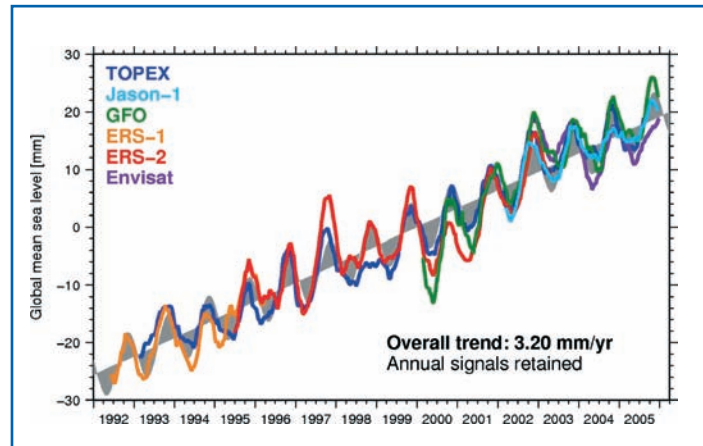 30
20
10
0
−10
−20
−30
Global mean sea level [mm]
TOPEX
Jason−1
GFO
ERS−1
ERS−2
Envisat
Overall trend: 3.20 mm/yr
Annual signals retained
1992 1993 1994 1995 1996 1997 1998 1999 2000 2001 2002 2003 2004 2005